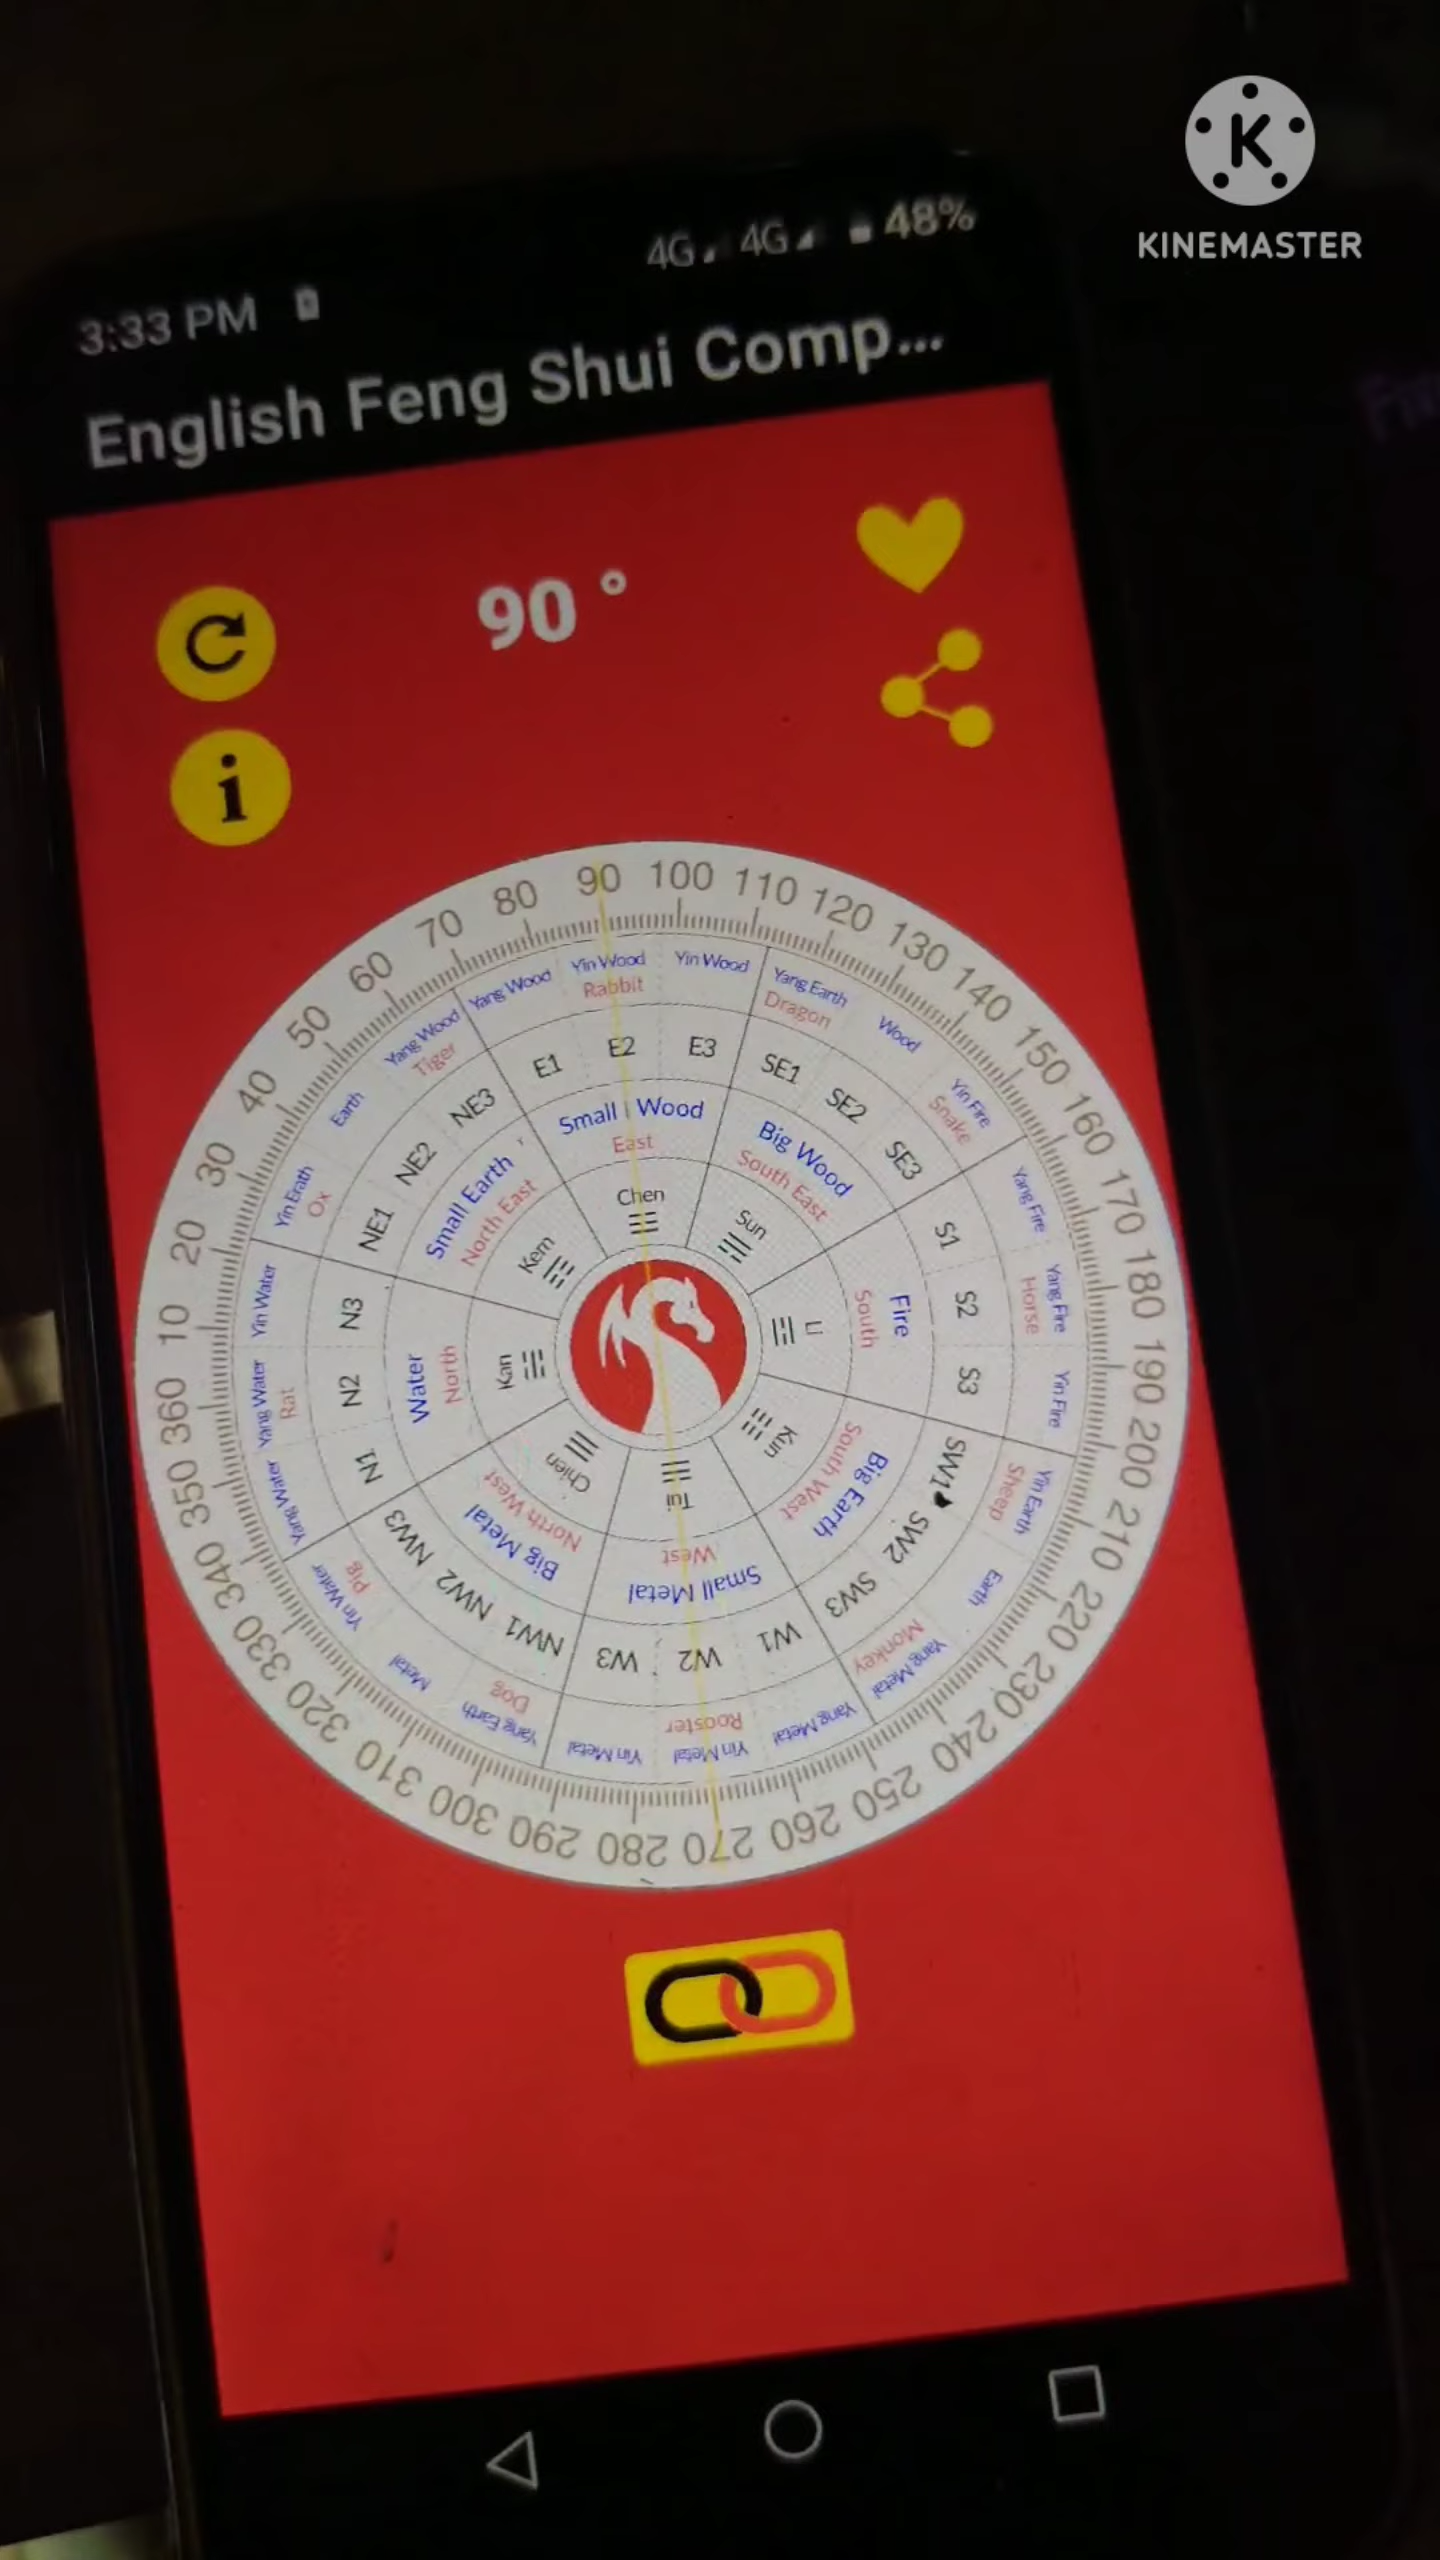 K
KINEMASTER
4G 4G 48%
3:33 PM
English Feng Shui Comp...
90 °
i
10 20 30 40 50 60 70 80 90 100 110 120 130 140 150 160 170 180 190 200 210 220 230 240 250 260 270 280 290 300 310 320 330 340 350 360
Yang Water
Rat
Yin Water
Yin Erath
Ox
Earth
Yang Wood
Tiger
Yang Wood
Yin Wood
Rabbit
Yin Wood
Yang Earth
Dragon
Wood
Yin Fire
Snake
Yang Fire
Yang Fire
Horse
Yin Fire
Yin Earth
Sheep
Earth
Yang Metal
Monkey
Yang Metal
Yin Metal
Rooster
Yin Metal
Yang Earth
Dog
Metal
Yin Water
Pig
Yang Water
N1 N2 N3 NE1 NE2 NE3 E1 E2 E3 SE1 SE2 SE3 S1 S2 S3 SW1 SW2 SW3 W1 W2 W3 NW1 NW2 NW3
Water
North
Small Earth
North East
Small Wood
East
Big Wood
South East
Fire
South
Big Earth
South West
Small Metal
West
Big Metal
North West
Kan
Kem
Chen
Sun
Li
Kun
Tui
Chien